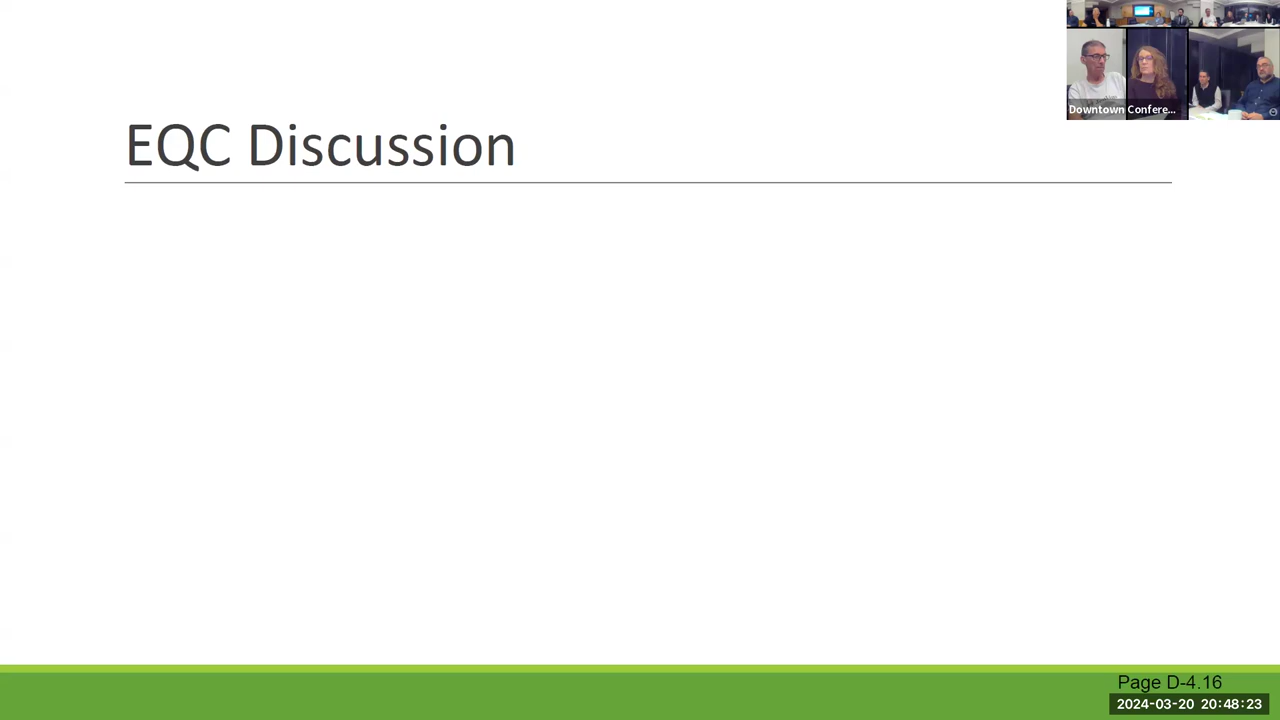 Downtown Confere...
EQC Discussion
Page D-4.16
2024-03-20 20:48:23